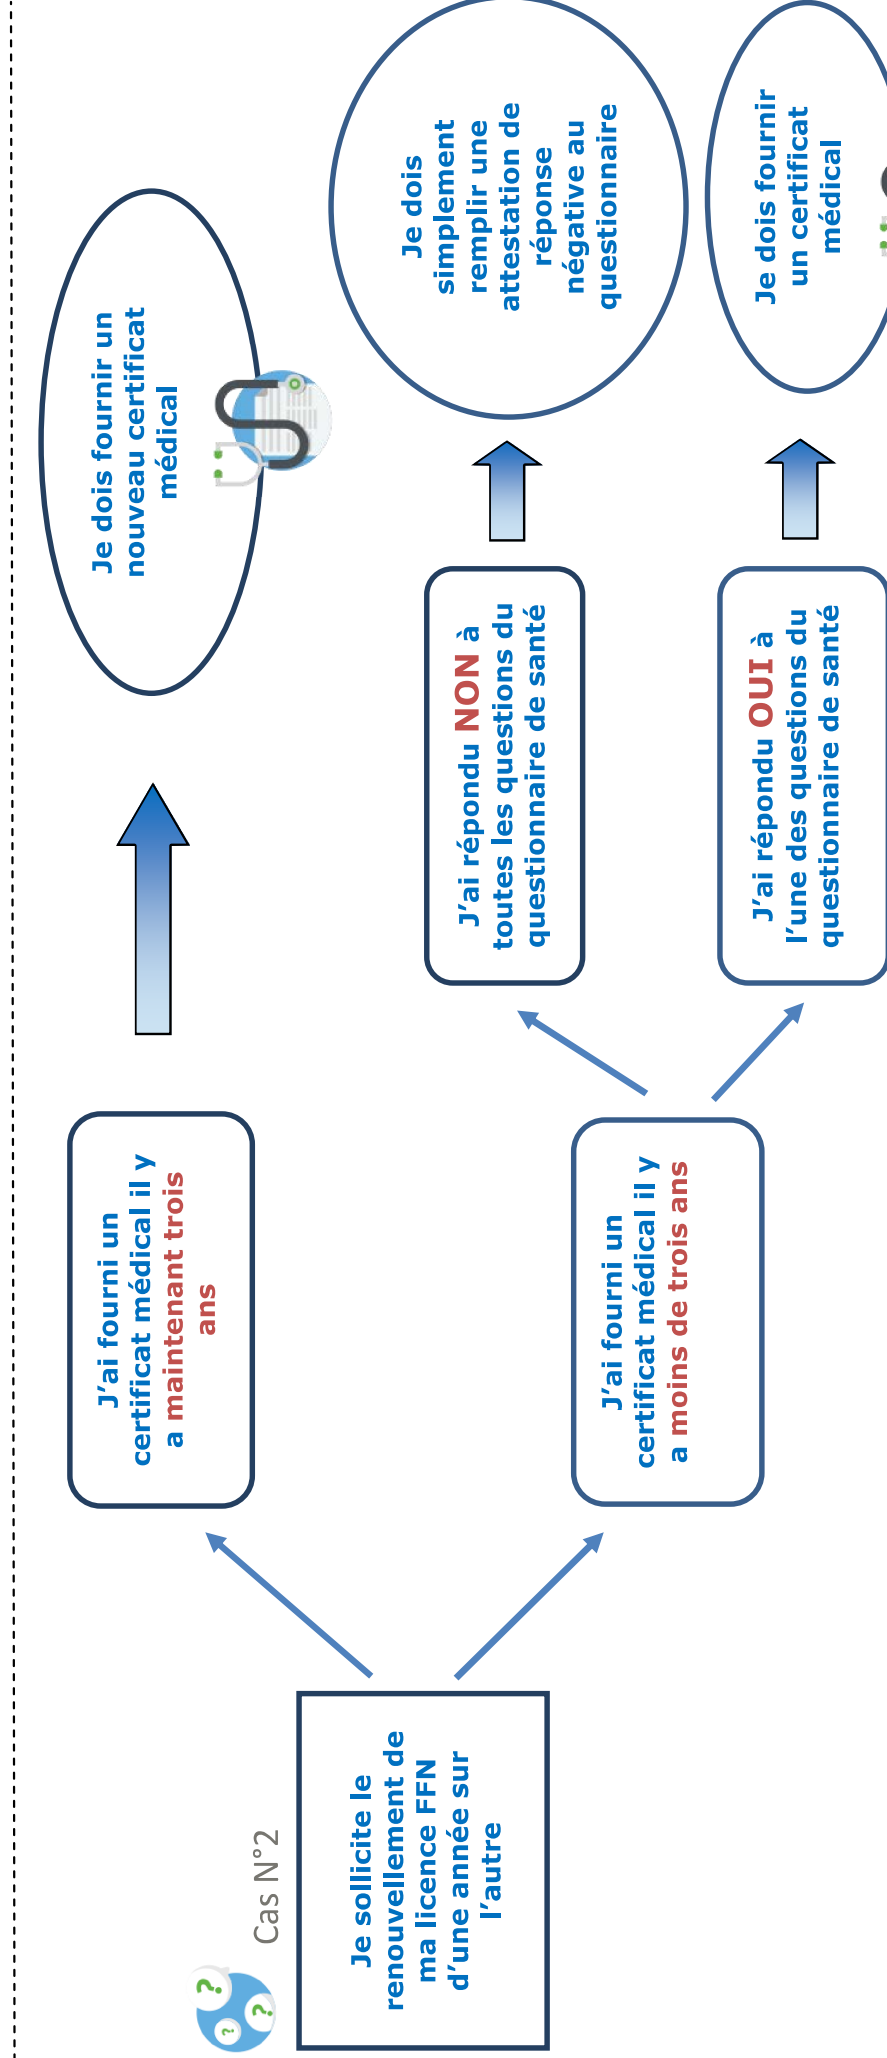 Cas N°2
Je sollicite le
renouvellement de
ma licence FFN
d’une année sur
l’autre
J’ai fourni un
certificat médical il y
a maintenant trois
ans
Je dois fournir un
nouveau certificat
médical
J’ai fourni un
certificat médical il y
a moins de trois ans
J’ai répondu NON à
toutes les questions du
questionnaire de santé
Je dois
simplement
remplir une
attestation de
réponse
négative au
questionnaire
J’ai répondu OUI à
l’une des questions du
questionnaire de santé
Je dois fournir
un certificat
médical